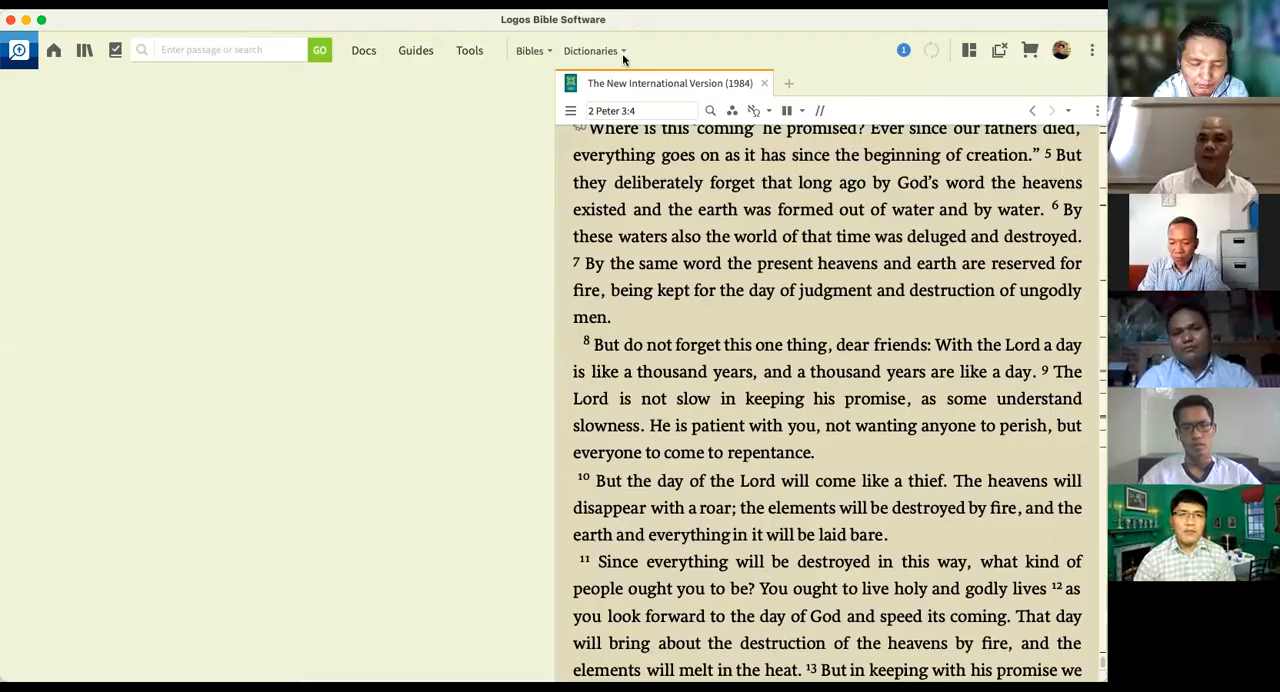 Logos Bible Software
Enter passage or search GO Docs Guides Tools Bibles Dictionaries 1
The New International Version (1984)
2 Peter 3:4
Where is this ‘coming’ he promised? Ever since our fathers died,
everything goes on as it has since the beginning of creation.” 5 But
they deliberately forget that long ago by God’s word the heavens
existed and the earth was formed out of water and by water. 6 By
these waters also the world of that time was deluged and destroyed.
7 By the same word the present heavens and earth are reserved for
fire, being kept for the day of judgment and destruction of ungodly
men.
8 But do not forget this one thing, dear friends: With the Lord a day
is like a thousand years, and a thousand years are like a day. 9 The
Lord is not slow in keeping his promise, as some understand
slowness. He is patient with you, not wanting anyone to perish, but
everyone to come to repentance.
10 But the day of the Lord will come like a thief. The heavens will
disappear with a roar; the elements will be destroyed by fire, and the
earth and everything in it will be laid bare.
11 Since everything will be destroyed in this way, what kind of
people ought you to be? You ought to live holy and godly lives 12 as
you look forward to the day of God and speed its coming. That day
will bring about the destruction of the heavens by fire, and the
elements will melt in the heat. 13 But in keeping with his promise we